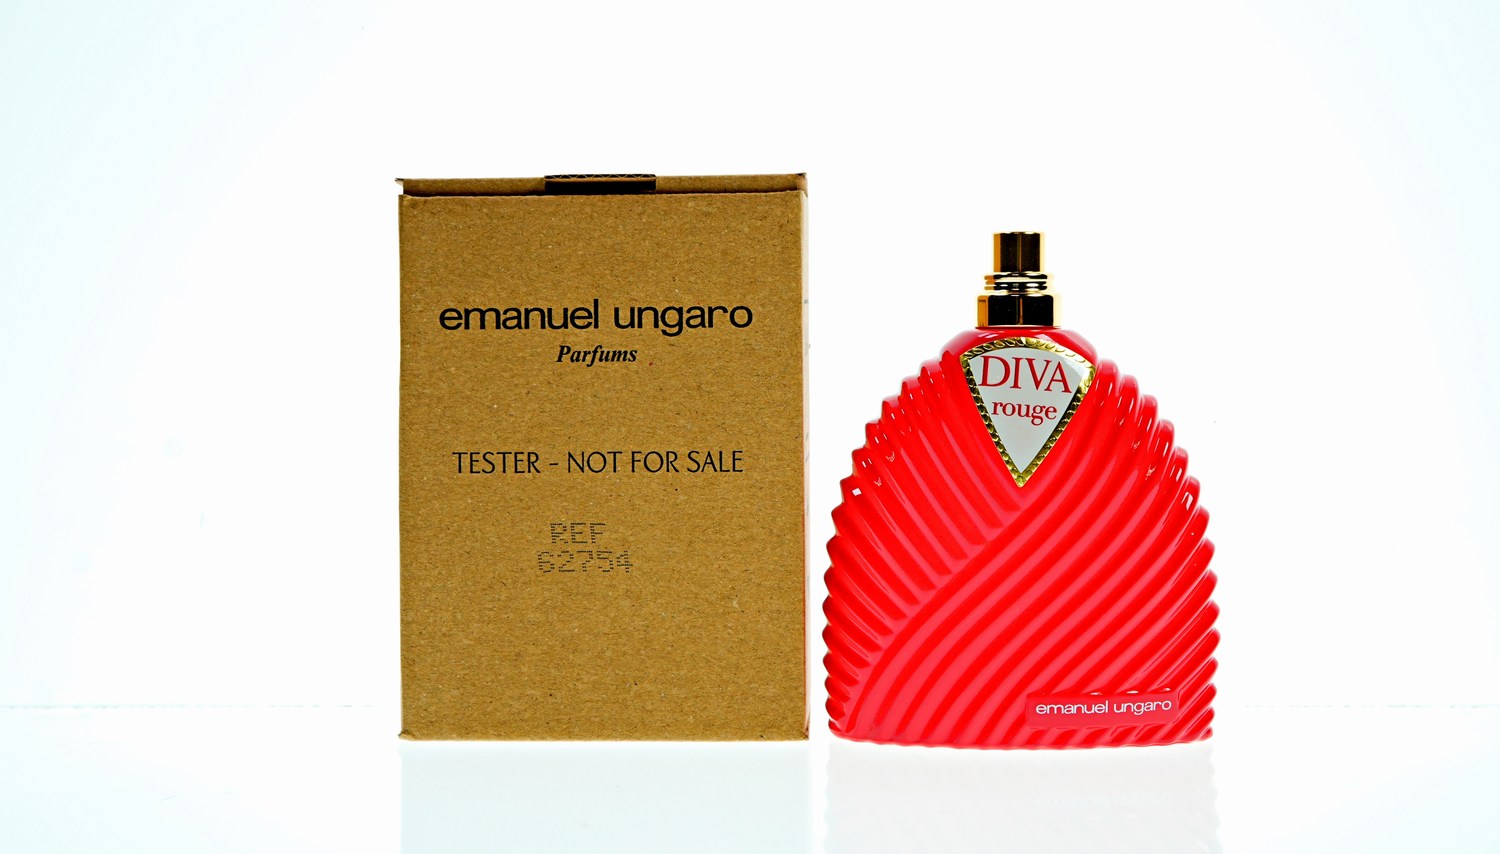 emanuel ungaro
Parfums
TESTER - NOT FOR SALE
REF
62754
DIVA
rouge
emanuel ungaro